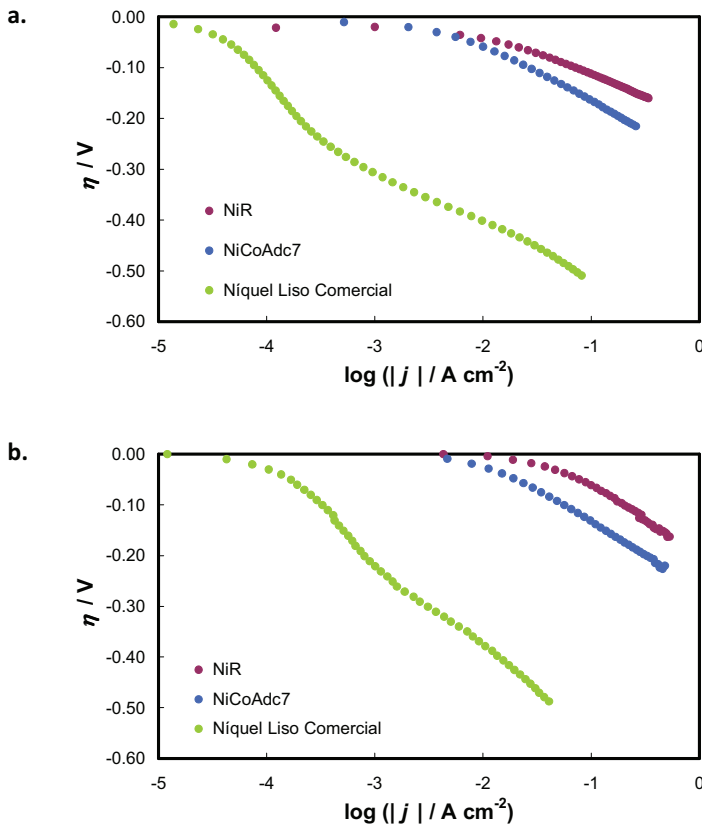 a.
0.00
-0.10
-0.20
-0.30
-0.40
-0.50
-0.60
η / V
NiR
NiCoAdc7
Níquel Liso Comercial
-5 -4 -3 -2 -1 0
log (| j | / A cm⁻²)
b.
0.00
-0.10
-0.20
-0.30
-0.40
-0.50
-0.60
η / V
NiR
NiCoAdc7
Níquel Liso Comercial
-5 -4 -3 -2 -1 0
log (| j | / A cm⁻²)